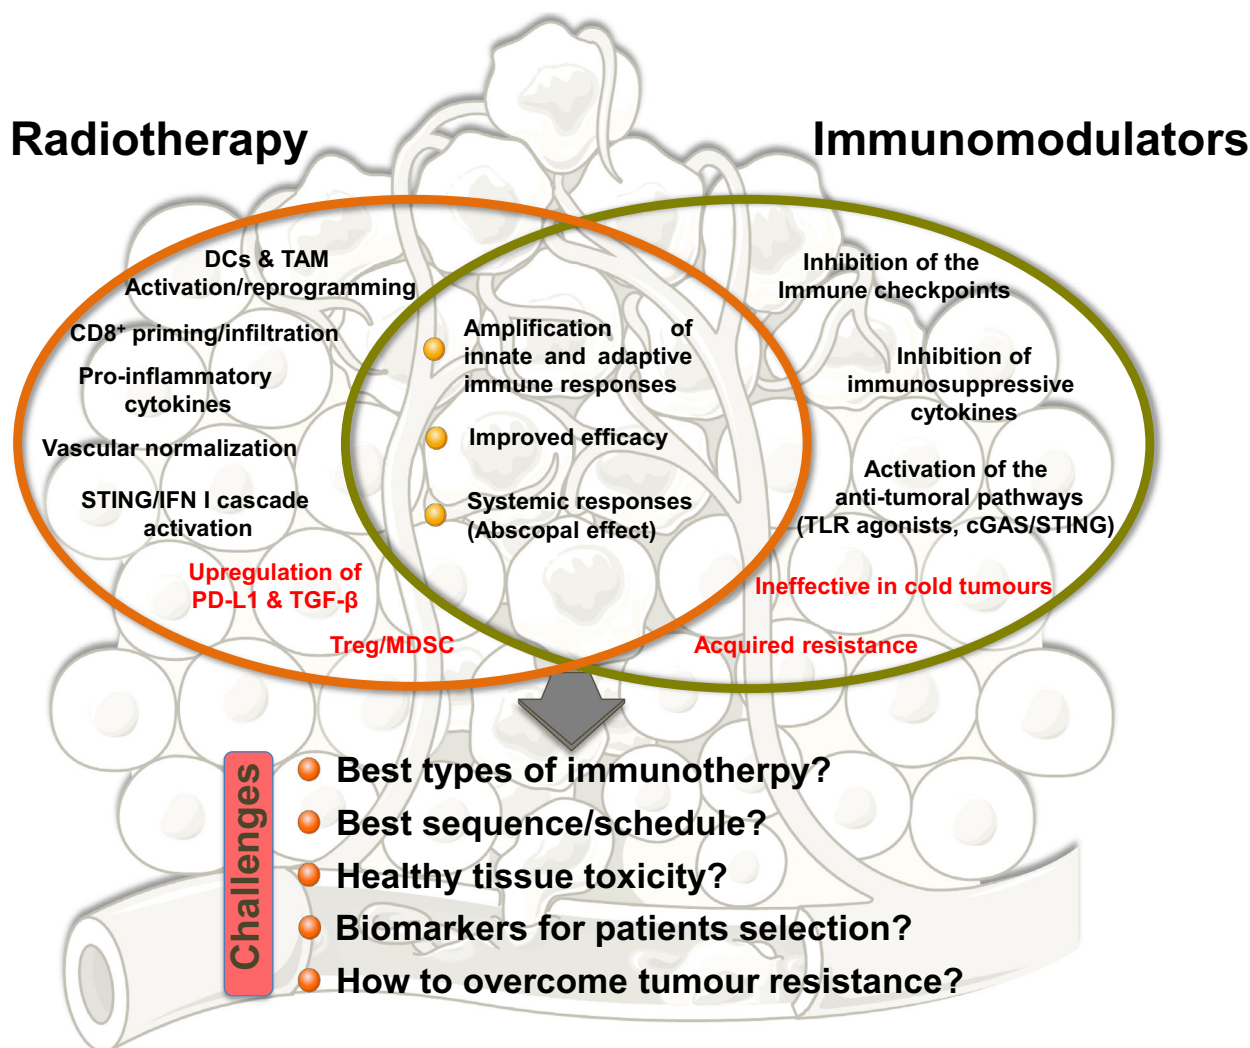 Radiotherapy
Immunomodulators
DCs & TAM
Activation/reprogramming
CD8⁺ priming/infiltration
Pro-inflammatory
cytokines
Vascular normalization
STING/IFN I cascade
activation
Upregulation of
PD-L1 & TGF-β
Treg/MDSC
Amplification of
innate and adaptive
immune responses
Improved efficacy
Systemic responses
(Abscopal effect)
Inhibition of the
Immune checkpoints
Inhibition of
immunosuppressive
cytokines
Activation of the
anti-tumoral pathways
(TLR agonists, cGAS/STING)
Ineffective in cold tumours
Acquired resistance
Challenges
Best types of immunotherpy?
Best sequence/schedule?
Healthy tissue toxicity?
Biomarkers for patients selection?
How to overcome tumour resistance?